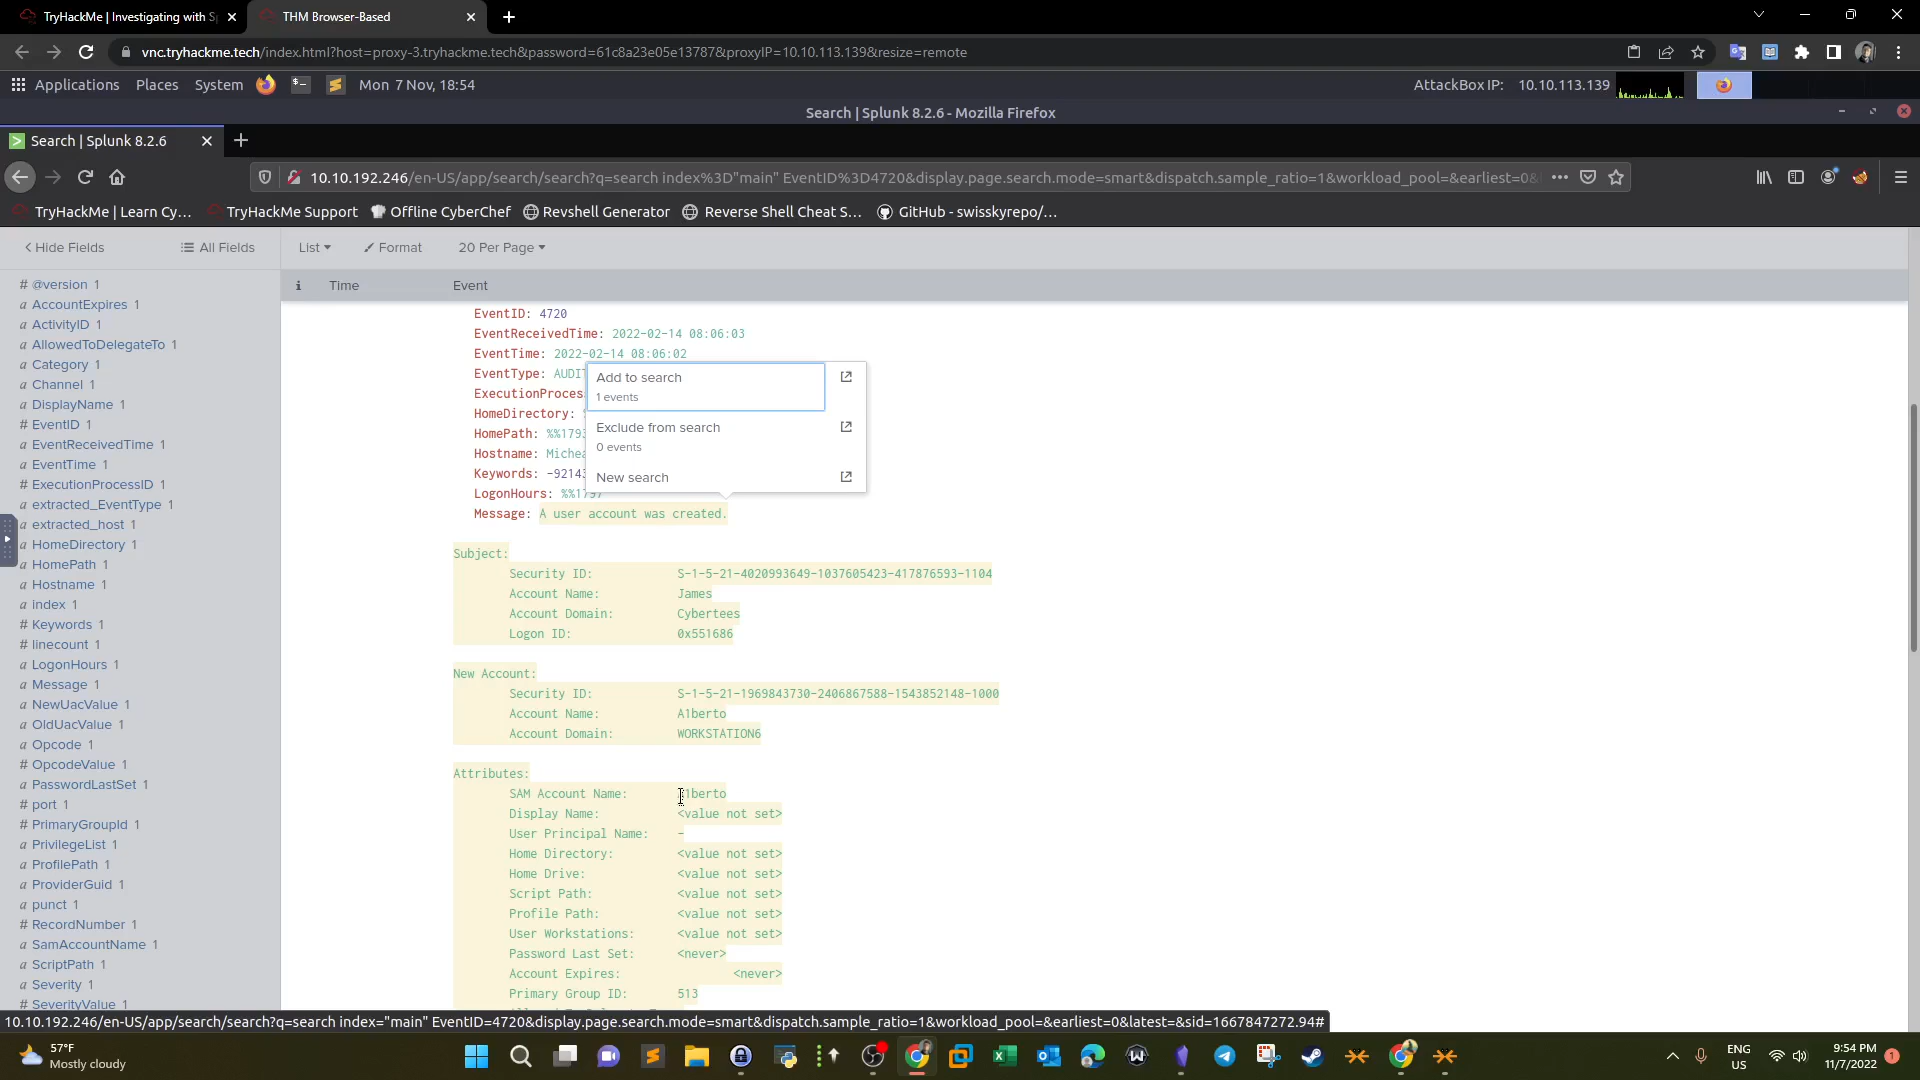 TryHackMe | Investigating with S
THM Browser-Based
vnc.tryhackme.tech/index.html?host=proxy-3.tryhackme.tech&password=61c8a23e05e13787&proxyIP=10.10.113.139&resize=remote
Applications Places System Mon 7 Nov, 18:54 AttackBox IP: 10.10.113.139
Search | Splunk 8.2.6 - Mozilla Firefox
Search | Splunk 8.2.6
10.10.192.246/en-US/app/search/search?q=search index%3D"main" EventID%3D4720&display.page.search.mode=smart&dispatch.sample_ratio=1&workload_pool=&earliest=0&l
TryHackMe | Learn Cy... TryHackMe Support Offline CyberChef Revshell Generator Reverse Shell Cheat S... GitHub - swisskyrepo/...
< Hide Fields All Fields List Format 20 Per Page
i Time Event
# @version 1
a AccountExpires 1
a ActivityID 1
a AllowedToDelegateTo 1
a Category 1
a Channel 1
a DisplayName 1
# EventID 1
a EventReceivedTime 1
a EventTime 1
# ExecutionProcessID 1
a extracted_EventType 1
a extracted_host 1
a HomeDirectory 1
a HomePath 1
a Hostname 1
a index 1
# Keywords 1
# linecount 1
a LogonHours 1
a Message 1
a NewUacValue 1
a OldUacValue 1
a Opcode 1
# OpcodeValue 1
a PasswordLastSet 1
# port 1
# PrimaryGroupId 1
a PrivilegeList 1
a ProfilePath 1
a ProviderGuid 1
a punct 1
# RecordNumber 1
a SamAccountName 1
a ScriptPath 1
a Severity 1
# SeverityValue 1
EventID: 4720
EventReceivedTime: 2022-02-14 08:06:03
EventTime: 2022-02-14 08:06:02
EventType: AUDIT
ExecutionProces
HomeDirectory:
HomePath: %%1793
Hostname: Michea
Keywords: -92143
LogonHours: %%1797
Message: A user account was created.
Add to search
1 events
Exclude from search
0 events
New search
Subject:
Security ID: S-1-5-21-4020993649-1037605423-417876593-1104
Account Name: James
Account Domain: Cybertees
Logon ID: 0x551686
New Account:
Security ID: S-1-5-21-1969843730-2406867588-1543852148-1000
Account Name: A1berto
Account Domain: WORKSTATION6
Attributes:
SAM Account Name: A1berto
Display Name: <value not set>
User Principal Name: -
Home Directory: <value not set>
Home Drive: <value not set>
Script Path: <value not set>
Profile Path: <value not set>
User Workstations: <value not set>
Password Last Set: <never>
Account Expires: <never>
Primary Group ID: 513
10.10.192.246/en-US/app/search/search?q=search index="main" EventID=4720&display.page.search.mode=smart&dispatch.sample_ratio=1&workload_pool=&earliest=0&latest=&sid=1667847272.94#
57°F
Mostly cloudy
ENG
US
9:54 PM
11/7/2022
1